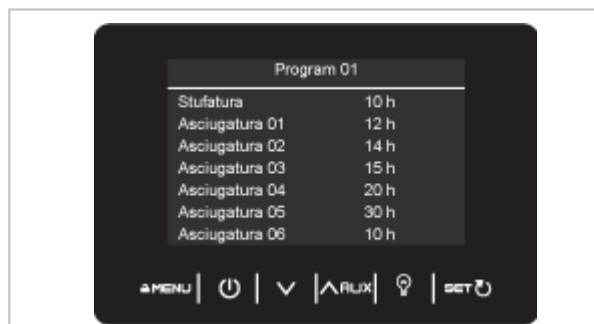 Program 01
Stufatura 10 h
Asciugatura 01 12 h
Asciugatura 02 14 h
Asciugatura 03 15 h
Asciugatura 04 20 h
Asciugatura 05 30 h
Asciugatura 06 10 h
MENU AUX SET